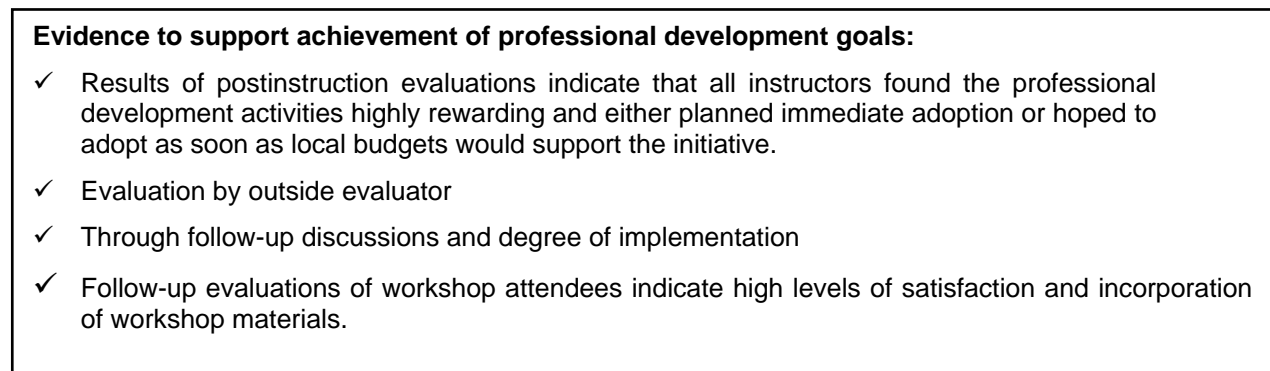 Evidence to support achievement of professional development goals:
✓ Results of postinstruction evaluations indicate that all instructors found the professional
development activities highly rewarding and either planned immediate adoption or hoped to
adopt as soon as local budgets would support the initiative.
✓ Evaluation by outside evaluator
✓ Through follow-up discussions and degree of implementation
✓ Follow-up evaluations of workshop attendees indicate high levels of satisfaction and incorporation
of workshop materials.